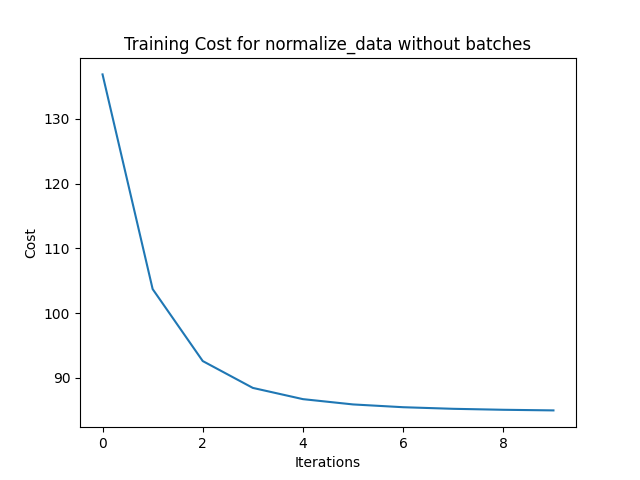 Training Cost for normalize_data without batches
130
120
110
100
90
Cost
0 2 4 6 8
Iterations